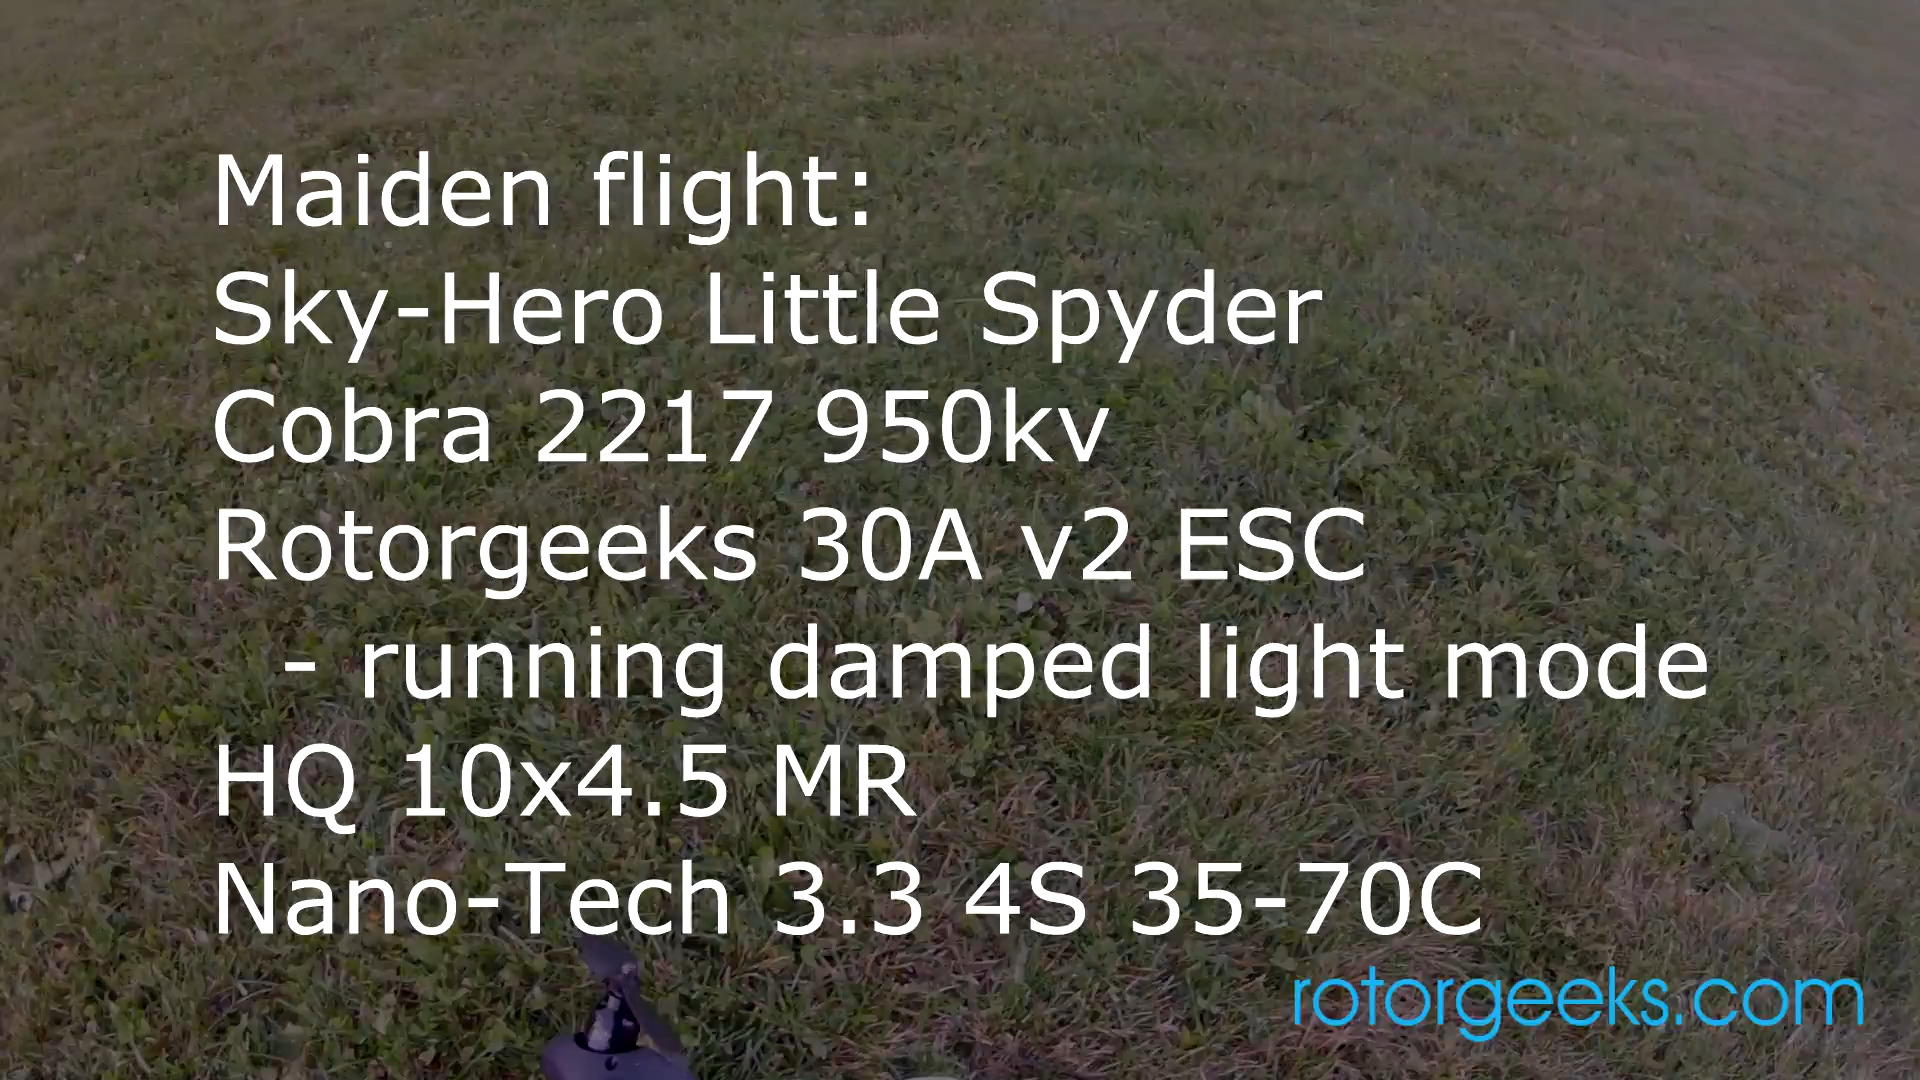 Maiden flight:
Sky-Hero Little Spyder
Cobra 2217 950kv
Rotorgeeks 30A v2 ESC
- running damped light mode
HQ 10x4.5 MR
Nano-Tech 3.3 4S 35-70C
rotorgeeks.com